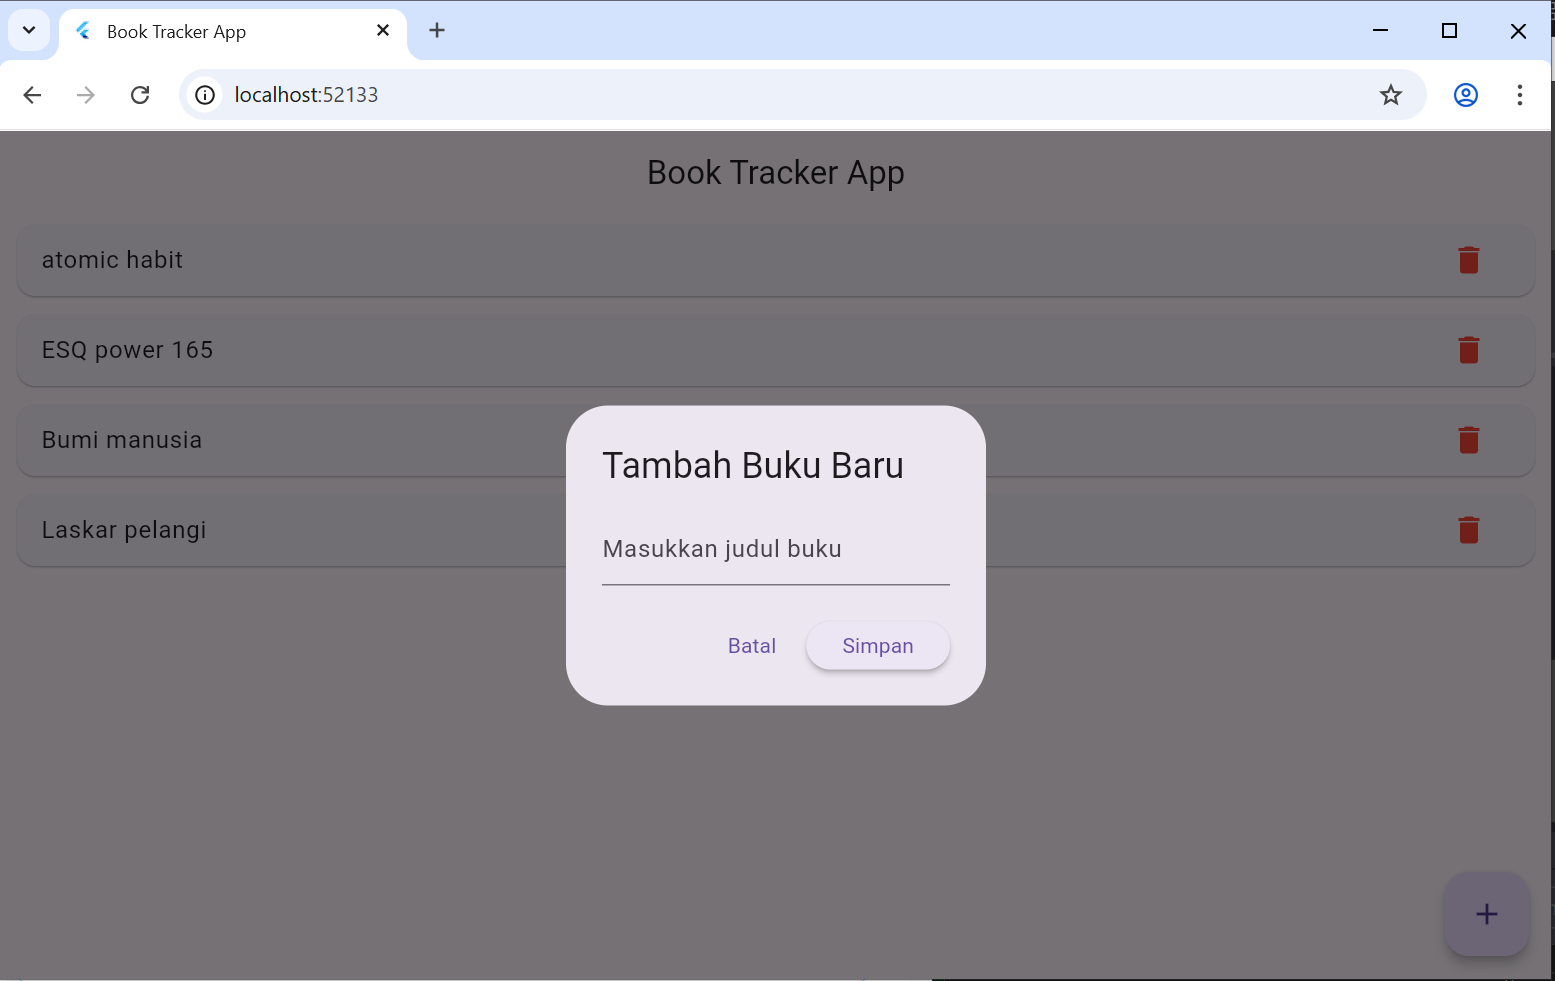 Book Tracker App
localhost:52133
Book Tracker App
atomic habit
ESQ power 165
Bumi manusia
Laskar pelangi
Tambah Buku Baru
Masukkan judul buku
Batal Simpan